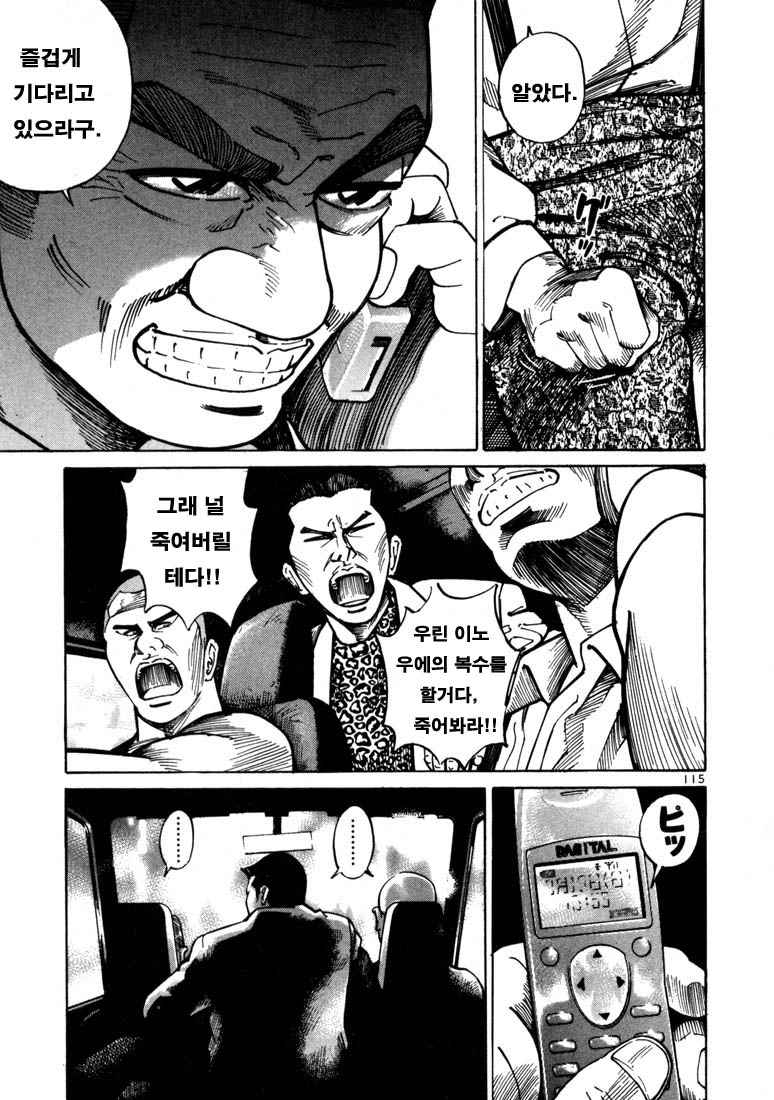 알았다.
グッ
즐겁게
기다리고
있으라구.
그래 널
죽여버릴
테다!!
우린 이노
우에의 복수를
할거다,
죽어봐라!!
115
ピッ
DAGITAL